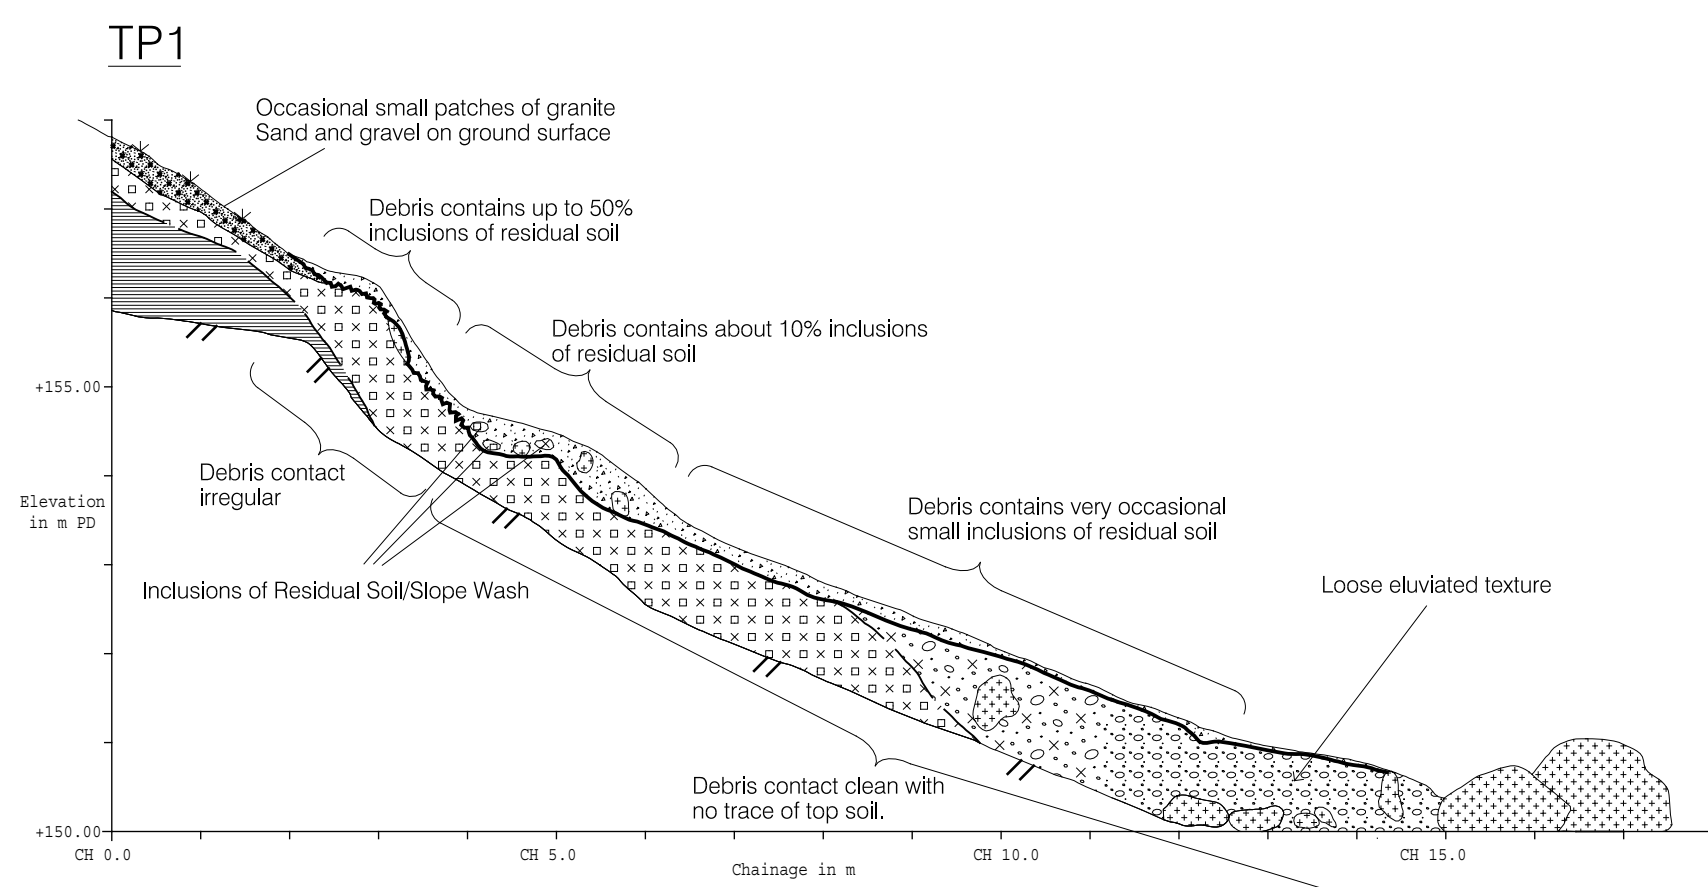 TP1
Occasional small patches of granite
Sand and gravel on ground surface
Debris contains up to 50%
inclusions of residual soil
Debris contains about 10% inclusions
of residual soil
+155.00
Debris contact
irregular
Elevation
in m PD
Debris contains very occasional
small inclusions of residual soil
Inclusions of Residual Soil/Slope Wash
Loose eluviated texture
Debris contact clean with
no trace of top soil.
+150.00
CH 0.0
CH 5.0
CH 10.0
CH 15.0
Chainage in m